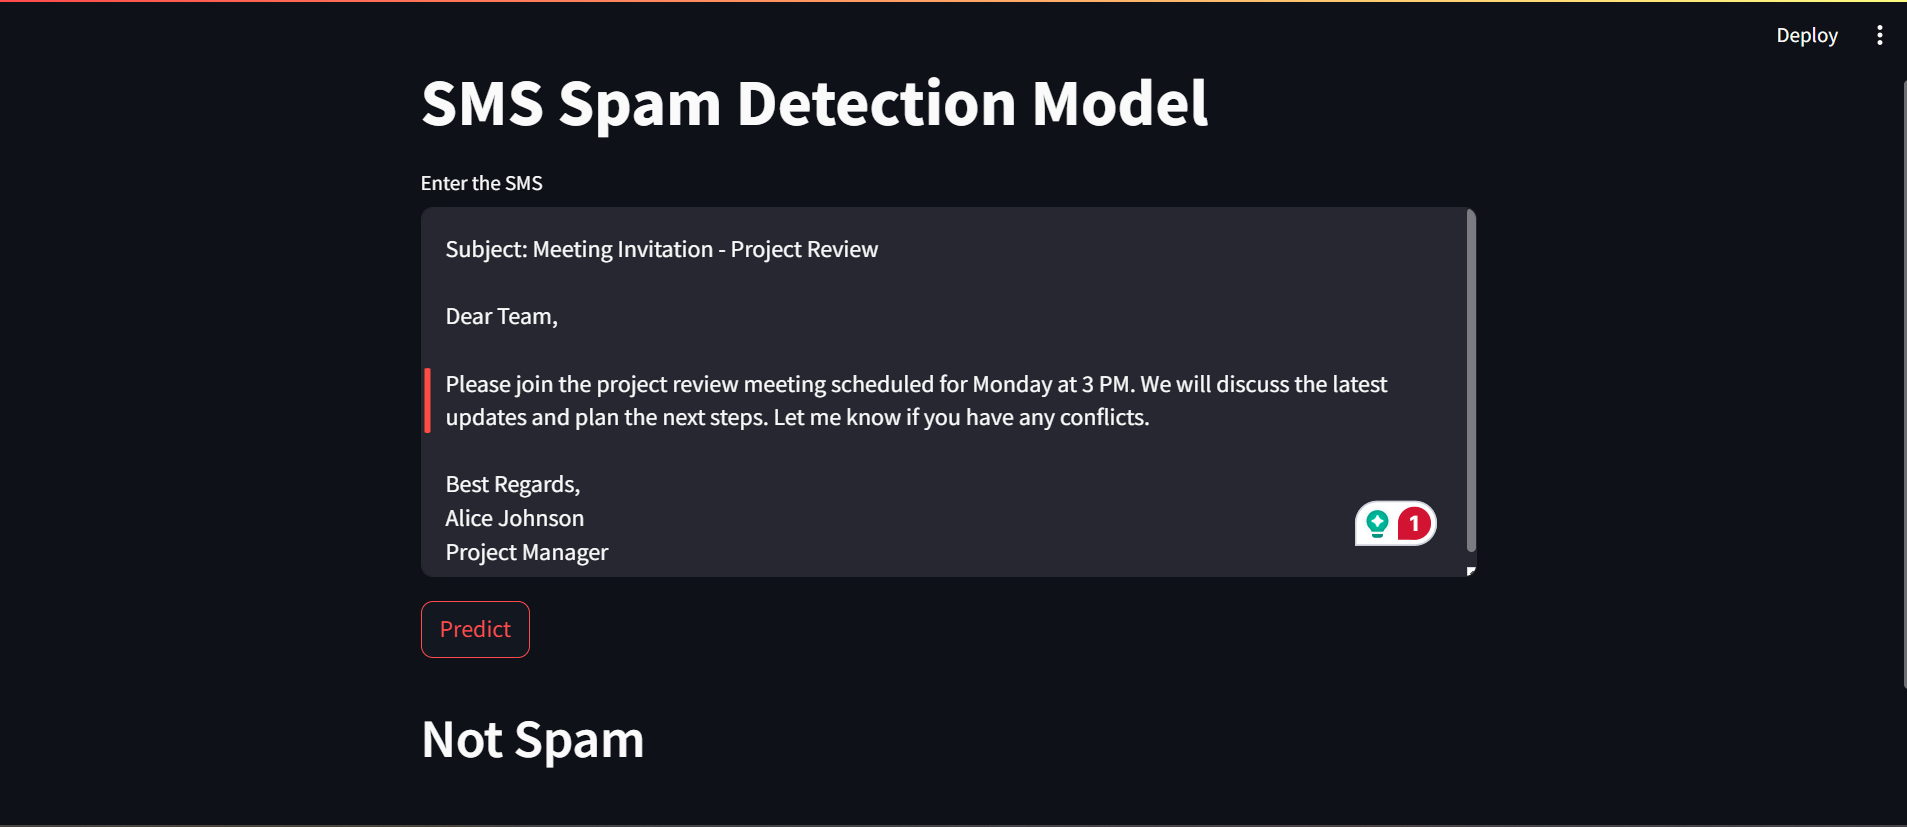 Deploy
SMS Spam Detection Model
Enter the SMS
Subject: Meeting Invitation - Project Review
Dear Team,
Please join the project review meeting scheduled for Monday at 3 PM. We will discuss the latest
updates and plan the next steps. Let me know if you have any conflicts.
Best Regards,
Alice Johnson
Project Manager
1
Predict
Not Spam